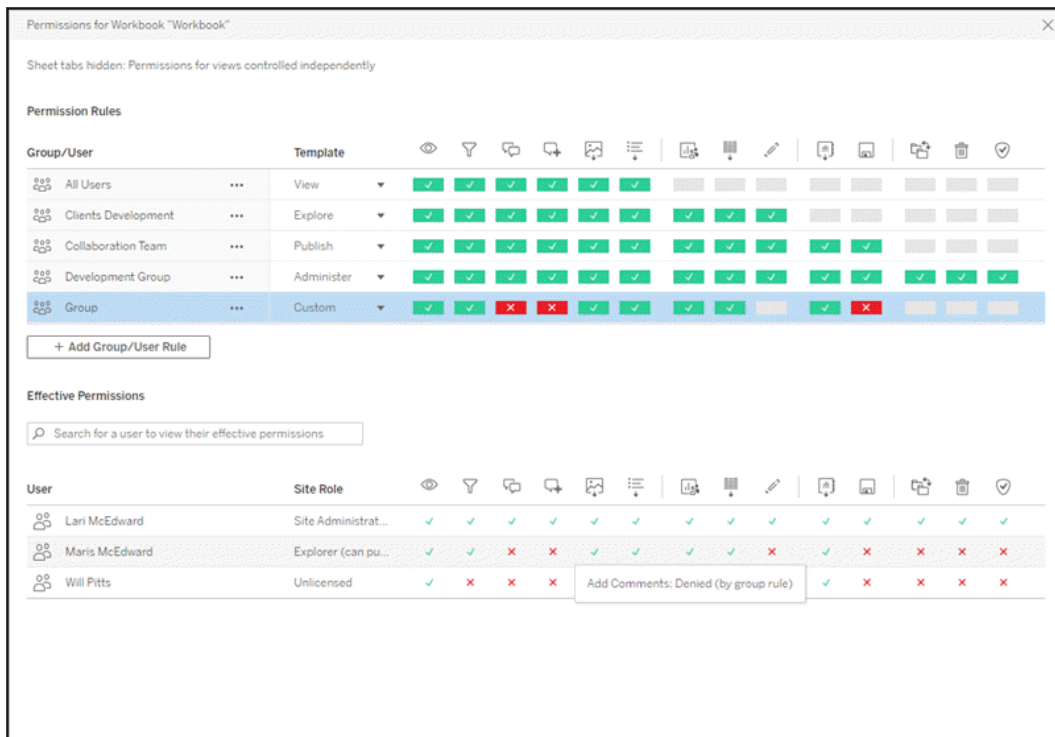 Permissions for Workbook "Workbook"
Sheet tabs hidden: Permissions for views controlled independently
Permission Rules
Group/User Template
All Users ••• View
Clients Development ••• Explore
Collaboration Team ••• Publish
Development Group ••• Administer
Group ••• Custom
+ Add Group/User Rule
Effective Permissions
Search for a user to view their effective permissions
User Site Role
Lari McEdward Site Administrat...
Maris McEdward Explorer (can pu...
Will Pitts Unlicensed
Add Comments: Denied (by group rule)